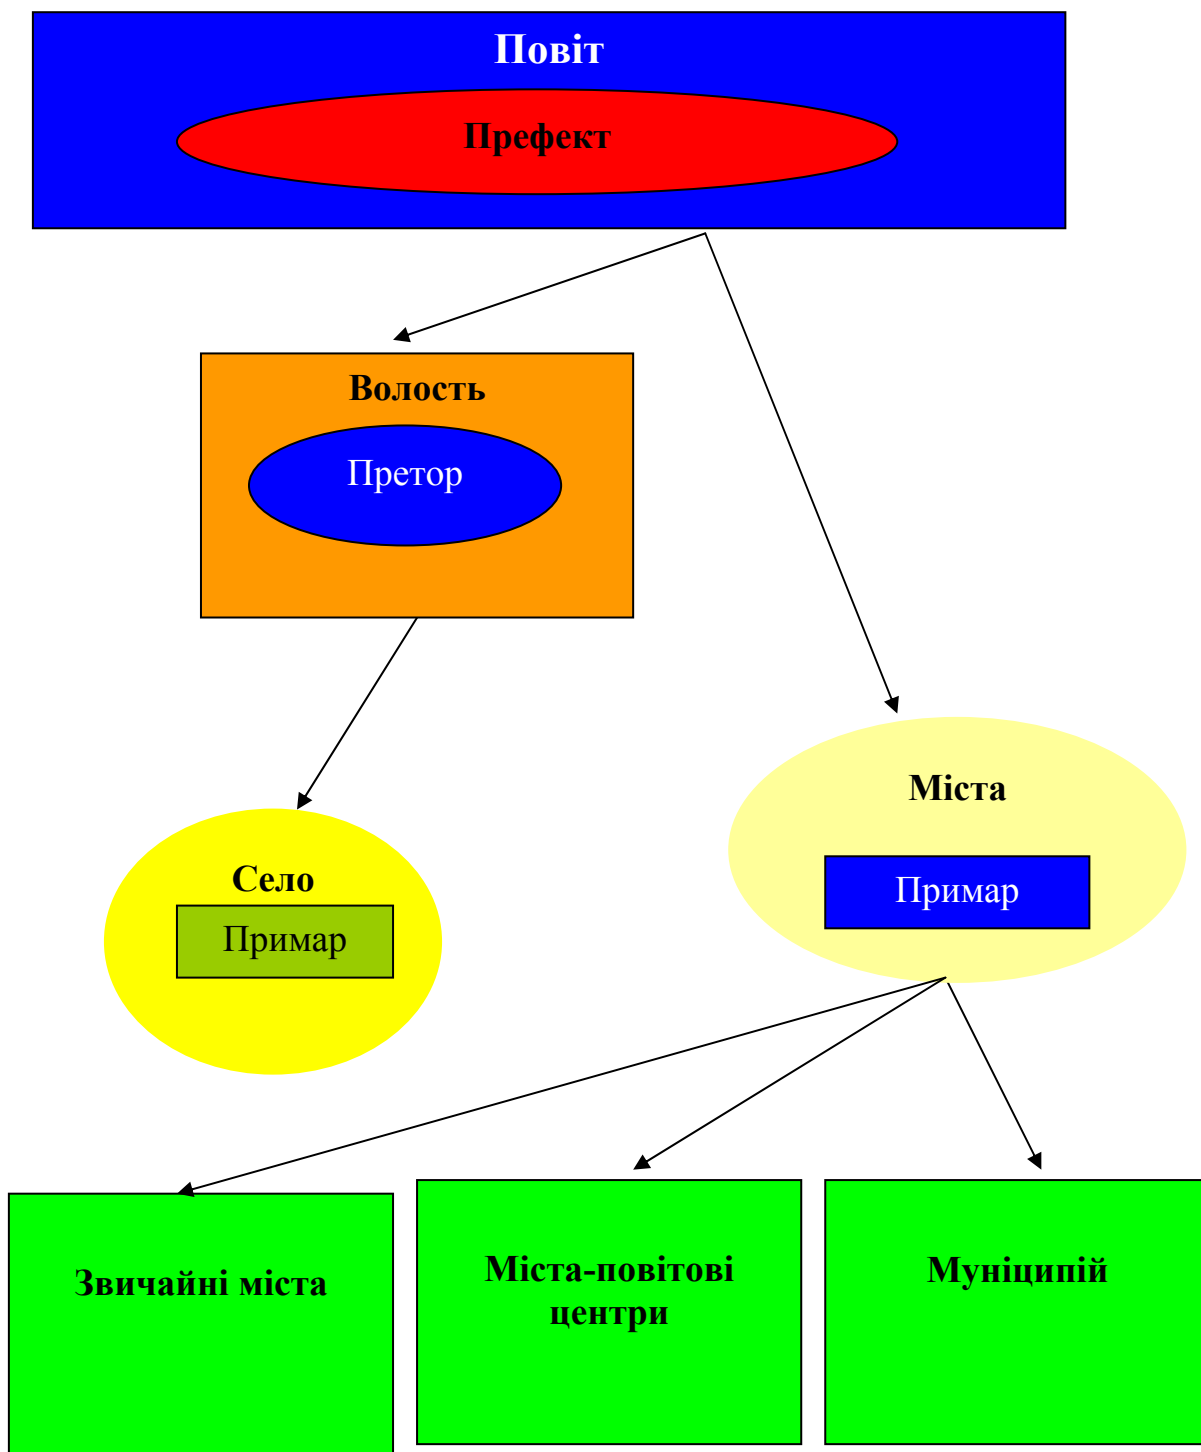 Повіт
Префект
Волость
Претор
Міста
Примар
Село
Примар
Звичайні міста
Міста-повітові
центри
Муніципій